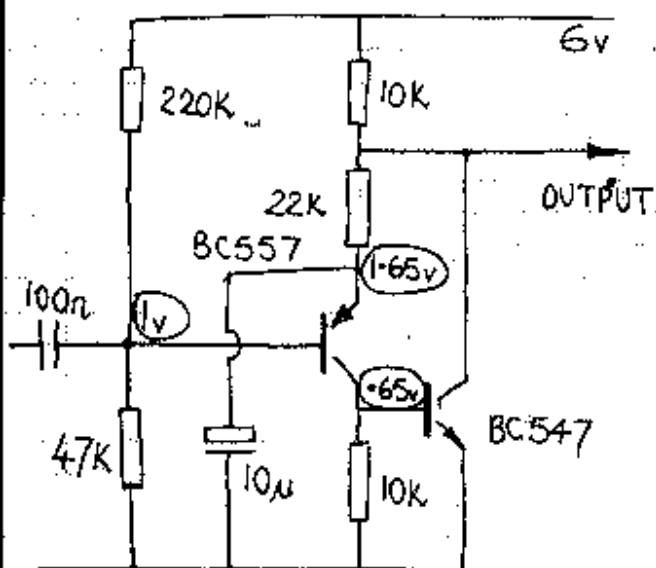 6v
220K
10K
22K
OUTPUT
BC557
1·65v
100n
1v
·65v
BC547
47K
10µ
10K